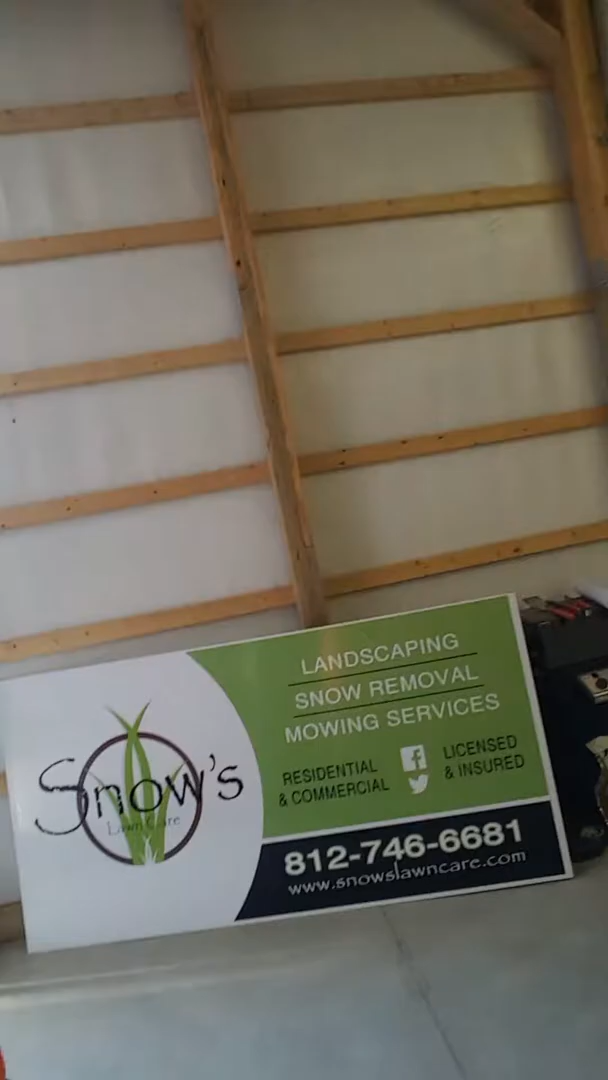 Snow's
Lawn Care
LANDSCAPING
SNOW REMOVAL
MOWING SERVICES
RESIDENTIAL
& COMMERCIAL
LICENSED
& INSURED
812-746-6681
www.snowslawncare.com